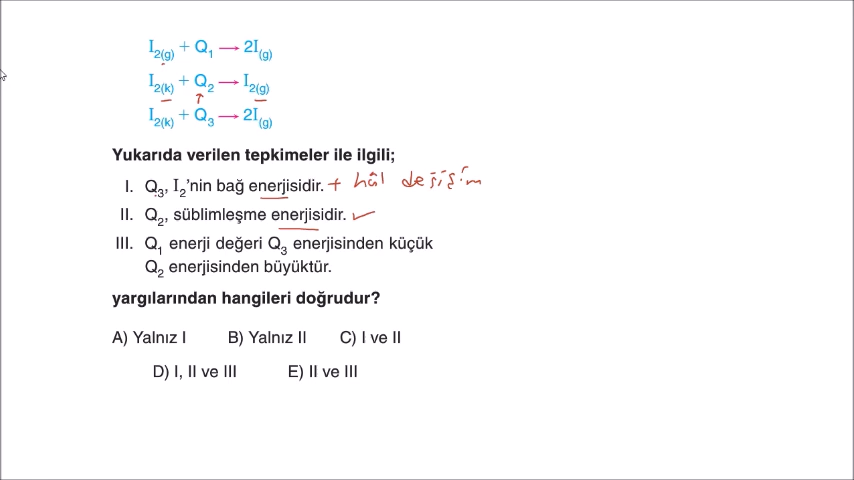 I2(g) + Q1 → 2I(g)
I2(k) + Q2 → I2(g)
I2(k) + Q3 → 2I(g)
Yukarıda verilen tepkimeler ile ilgili;
I. Q3, I2'nin bağ enerjisidir. + hâl değişim
II. Q2, süblimleşme enerjisidir. ✓
III. Q1 enerji değeri Q3 enerjisinden küçük
Q2 enerjisinden büyüktür.
yargılarından hangileri doğrudur?
A) Yalnız I B) Yalnız II C) I ve II
D) I, II ve III E) II ve III